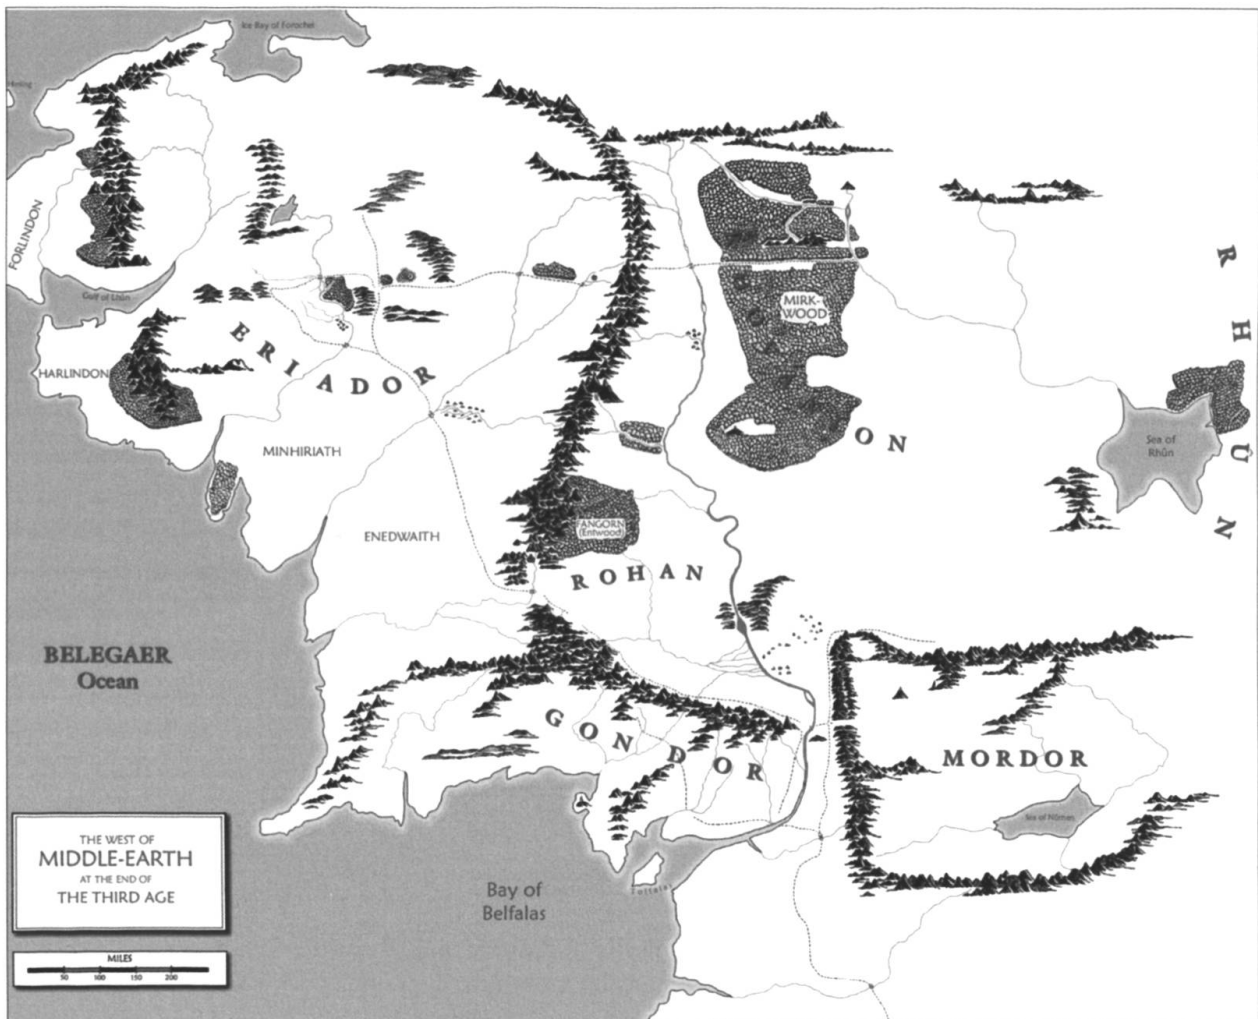 Ice Bay of Forochel
FORLINDON
Gulf of Lhûn
HARLINDON
ERIADOR
MINHIRIATH
ENEDWAITH
MIRK-
WOOD
ON
RHÛN
Sea of
Rhûn
FANGORN
(Entwood)
ROHAN
BELEGAER
Ocean
GONDOR
MORDOR
Sea of Núrnen
THE WEST OF
MIDDLE-EARTH
AT THE END OF
THE THIRD AGE
Bay of
Belfalas
Tolfalas
MILES
50 100 150 200